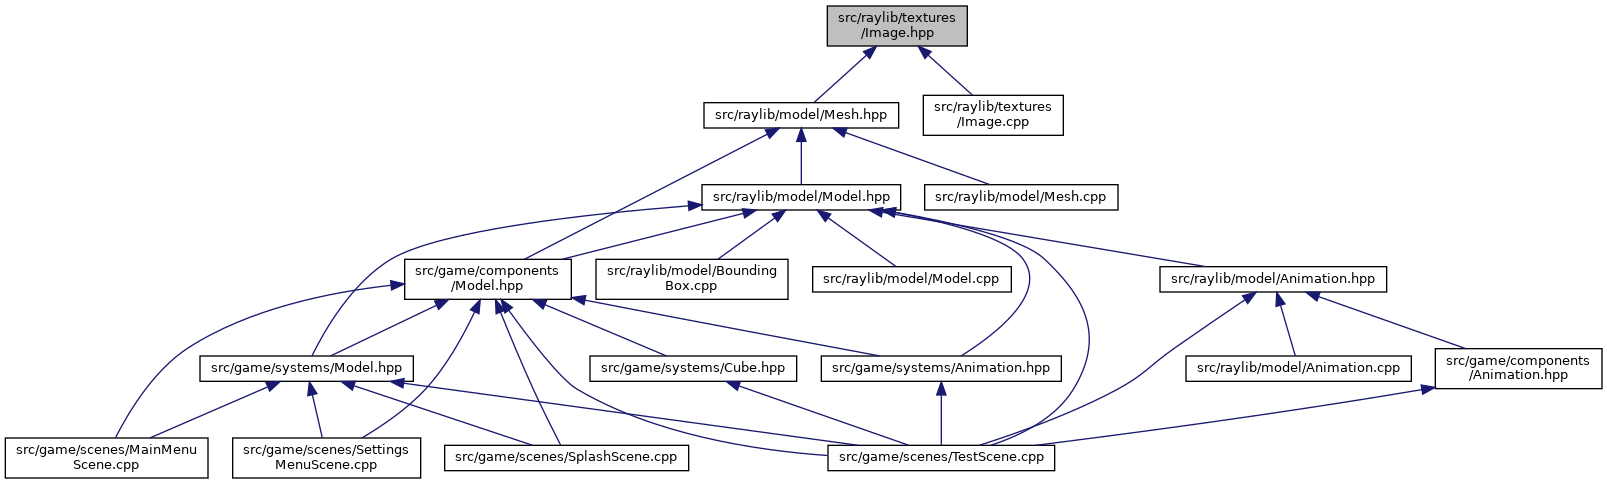 src/raylib/textures
/Image.hpp
src/raylib/model/Mesh.hpp
src/raylib/textures
/Image.cpp
src/raylib/model/Model.hpp
src/raylib/model/Mesh.cpp
src/game/components
/Model.hpp
src/raylib/model/Bounding
Box.cpp
src/raylib/model/Model.cpp
src/raylib/model/Animation.hpp
src/game/systems/Model.hpp
src/game/systems/Cube.hpp
src/game/systems/Animation.hpp
src/raylib/model/Animation.cpp
src/game/components
/Animation.hpp
src/game/scenes/MainMenu
Scene.cpp
src/game/scenes/Settings
MenuScene.cpp
src/game/scenes/SplashScene.cpp
src/game/scenes/TestScene.cpp